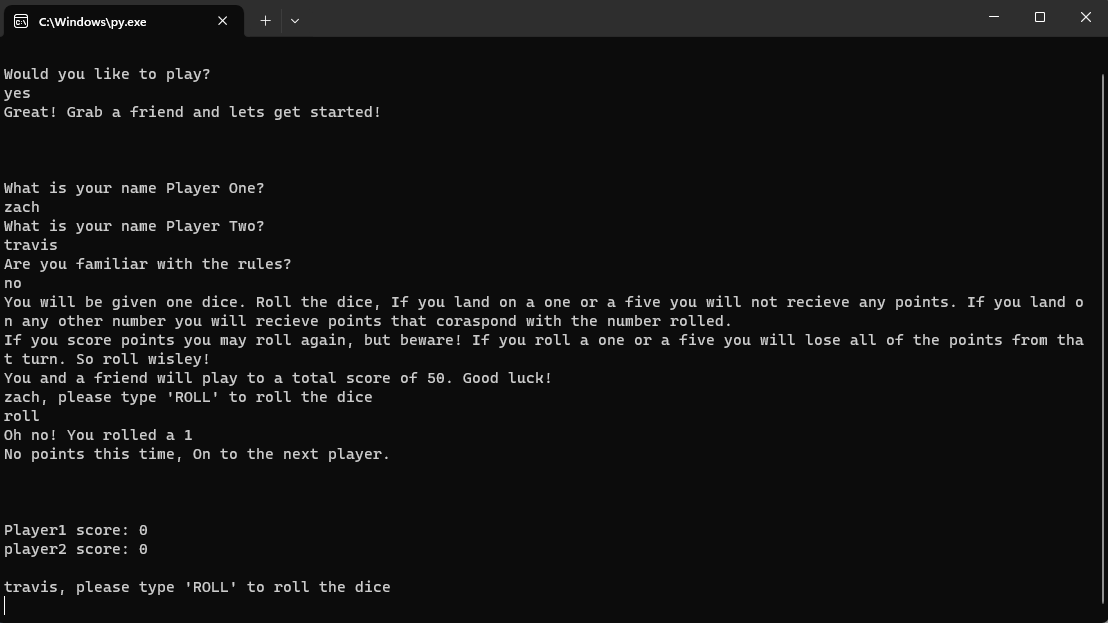 C:\Windows\py.exe
Would you like to play?
yes
Great! Grab a friend and lets get started!
What is your name Player One?
zach
What is your name Player Two?
travis
Are you familiar with the rules?
no
You will be given one dice. Roll the dice, If you land on a one or a five you will not recieve any points. If you land o
n any other number you will recieve points that coraspond with the number rolled.
If you score points you may roll again, but beware! If you roll a one or a five you will lose all of the points from tha
t turn. So roll wisley!
You and a friend will play to a total score of 50. Good luck!
zach, please type 'ROLL' to roll the dice
roll
Oh no! You rolled a 1
No points this time, On to the next player.
Player1 score: 0
player2 score: 0
travis, please type 'ROLL' to roll the dice